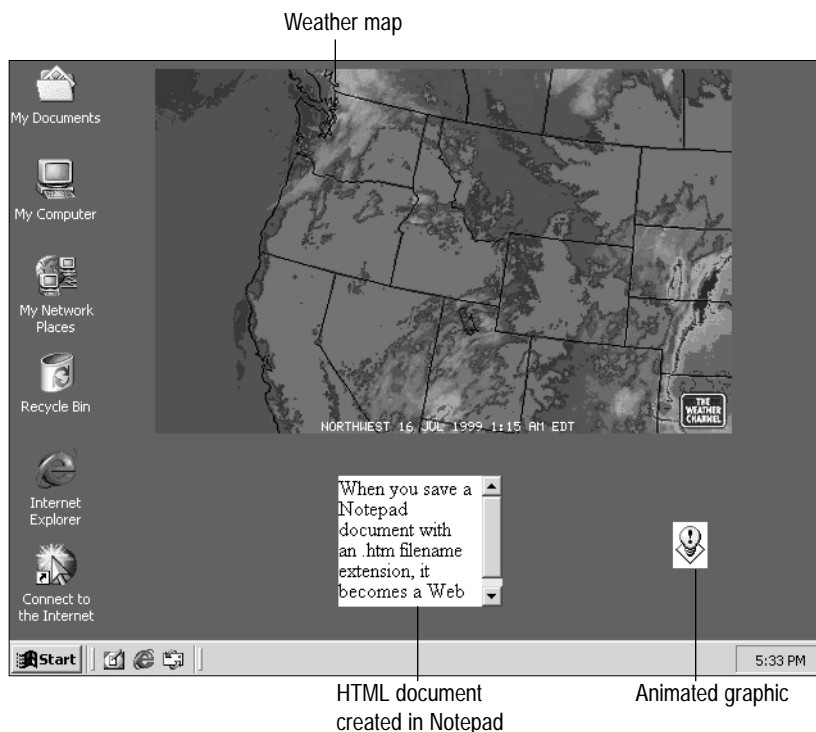 Weather map
My Documents
My Computer
My Network
Places
Recycle Bin
Internet
Explorer
Connect to
the Internet
NORTHWEST 16 JUL 1999 1:15 AM EDT
THE
WEATHER
CHANNEL
When you save a
Notepad
document with
an .htm filename
extension, it
becomes a Web
Start
5:33 PM
HTML document
created in Notepad
Animated graphic